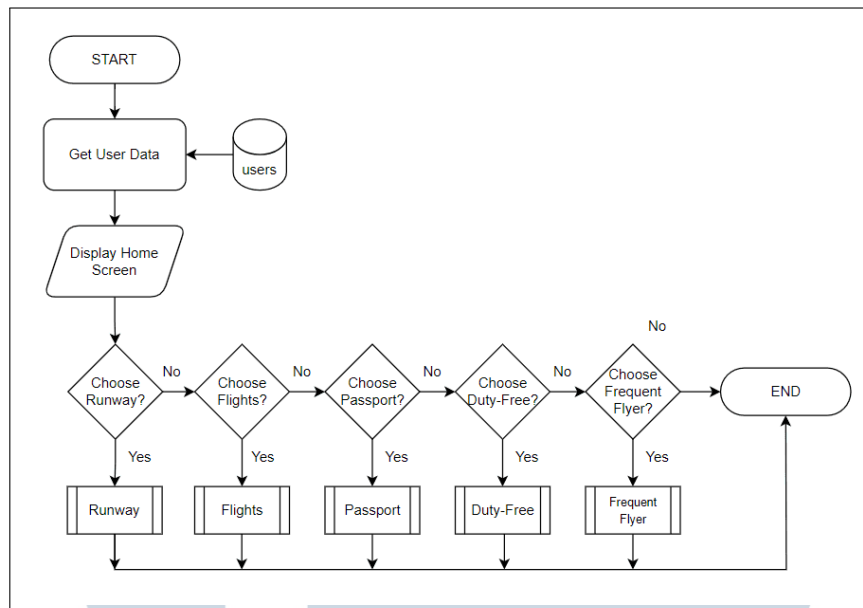 START
Get User Data
users
Display Home
Screen
No
Choose
Runway?
No
Choose
Flights?
No
Choose
Passport?
No
Choose
Duty-Free?
No
Choose
Frequent
Flyer?
END
Yes
Yes
Yes
Yes
Yes
Runway
Flights
Passport
Duty-Free
Frequent
Flyer